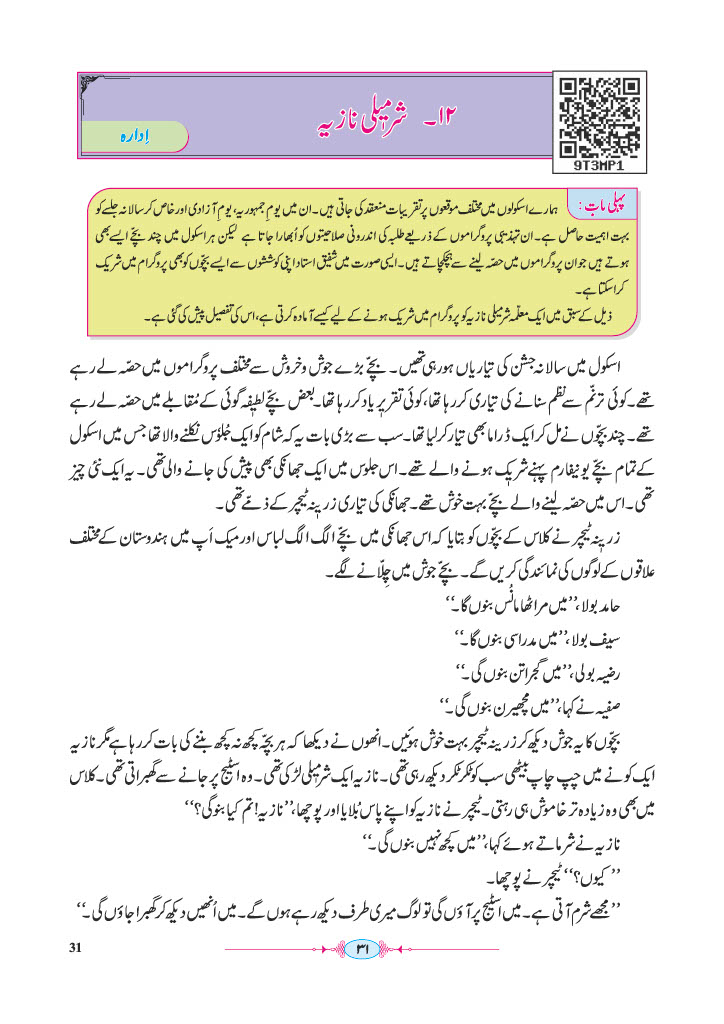 ۱۲۔ شرمیلی نازیہ
اِدارہ
9T3MP1
پہلی بات : ہمارے اسکولوں میں مختلف موقعوں پر تقریبات منعقد کی جاتی ہیں۔ ان میں یومِ جمہوریہ، یومِ آزادی اور خاص کر سالانہ جلسے کو
بہت اہمیت حاصل ہے۔ ان تہذیبی پروگراموں کے ذریعے طلبہ کی اندرونی صلاحیتوں کو اُبھارا جاتا ہے لیکن ہر اسکول میں چند بچّے ایسے بھی
ہوتے ہیں جو ان پروگراموں میں حصّہ لینے سے ہچکچاتے ہیں۔ ایسی صورت میں شفیق استاد اپنی کوششوں سے ایسے بچّوں کو بھی پروگرام میں شریک
کراسکتا ہے۔
ذیل کے سبق میں ایک معلّمہ شرمیلی نازیہ کو پروگرام میں شریک ہونے کے لیے کیسے آمادہ کرتی ہے، اس کی تفصیل پیش کی گئی ہے۔
اسکول میں سالانہ جشن کی تیاریاں ہورہی تھیں۔ بچّے بڑے جوش و خروش سے مختلف پروگراموں میں حصّہ لے رہے
تھے۔ کوئی ترنّم سے نظم سنانے کی تیاری کررہا تھا، کوئی تقریر یاد کررہا تھا۔ بعض بچّے لطیفہ گوئی کے مُقابلے میں حصّہ لے رہے
تھے۔ چند بچّوں نے مل کر ایک ڈراما بھی تیار کرلیا تھا۔ سب سے بڑی بات یہ کہ شام کو ایک جُلوٗس نکلنے والا تھا جس میں اسکول
کے تمام بچّے یونیفارم پہنے شریک ہونے والے تھے۔ اس جلوس میں ایک جھانکی بھی پیش کی جانے والی تھی۔ یہ ایک نئی چیز
تھی۔ اس میں حصّہ لینے والے بچّے بہت خوش تھے۔ جھانکی کی تیاری زرینہ ٹیچر کے ذمّے تھی۔
زرینہ ٹیچر نے کلاس کے بچّوں کو بتایا کہ اس جھانکی میں بچّے الگ الگ لباس اور میک اَپ میں ہندوستان کے مختلف
علاقوں کے لوگوں کی نمائندگی کریں گے۔ بچّے جوش میں چِلّانے لگے۔
حامد بولا، ”میں مراٹھا مانُس بنوں گا۔“
سیف بولا، ”میں مدراسی بنوں گا۔“
رضیہ بولی، ”میں گجراتن بنوں گی۔“
صفیہ نے کہا، ”میں مچھیرن بنوں گی۔“
بچّوں کا یہ جوش دیکھ کر زرینہ ٹیچر بہت خوش ہوئیں۔ انھوں نے دیکھا کہ ہر بچّہ کچھ نہ کچھ بننے کی بات کررہا ہے مگر نازیہ
ایک کونے میں چپ چاپ بیٹھی سب کو ٹکر ٹکر دیکھ رہی تھی۔ نازیہ ایک شرمیلی لڑکی تھی۔ وہ اسٹیج پر جانے سے گھبراتی تھی۔ کلاس
میں بھی وہ زیادہ تر خاموش ہی رہتی۔ ٹیچر نے نازیہ کو اپنے پاس بُلایا اور پوچھا، ”نازیہ! تم کیا بنوگی؟“
نازیہ نے شرماتے ہوئے کہا، ”میں کچھ نہیں بنوں گی۔“
”کیوں؟“ ٹیچر نے پوچھا۔
”مجھے شرم آتی ہے۔ میں اسٹیج پر آؤں گی تو لوگ میری طرف دیکھ رہے ہوں گے۔ میں اُنھیں دیکھ کر گھبرا جاؤں گی۔“
31
۳۱